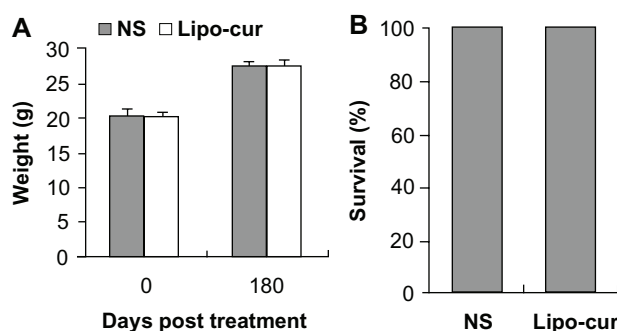 A
NS Lipo-cur
30
25
20
15
10
5
0
Weight (g)
0 180
Days post treatment
B
100
80
60
40
20
0
Survival (%)
NS Lipo-cur